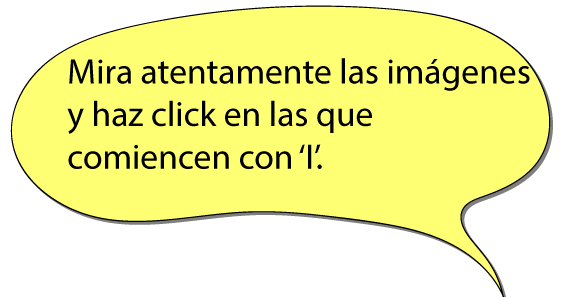 Mira atentamente las imágenes
y haz click en las que
comiencen con ‘I’.